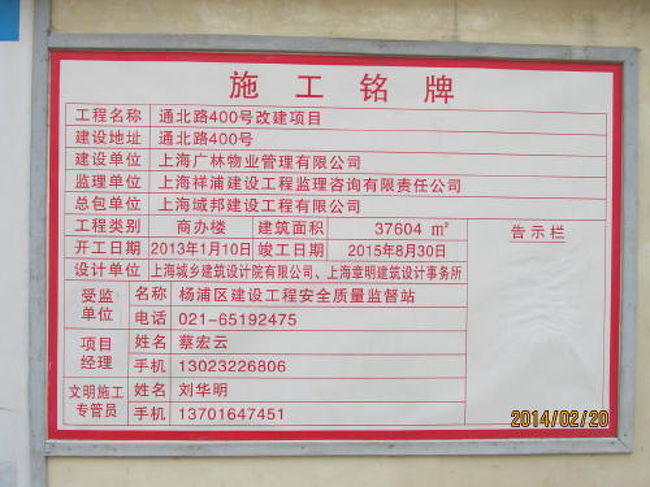 施工铭牌
工程名称 通北路400号改建项目
建设地址 通北路400号
建设单位 上海广林物业管理有限公司
监理单位 上海祥浦建设工程监理咨询有限责任公司
总包单位 上海域邦建设工程有限公司
工程类别 商办楼 建筑面积 37604 m² 告示栏
开工日期 2013年1月10日 竣工日期 2015年8月30日
设计单位 上海城乡建筑设计院有限公司、上海章明建筑设计事务所
受监单位 名称 杨浦区建设工程安全质量监督站
电话 021-65192475
项目经理 姓名 蔡宏云
手机 13023226806
文明施工专管员 姓名 刘华明
手机 13701647451
2014/02/20